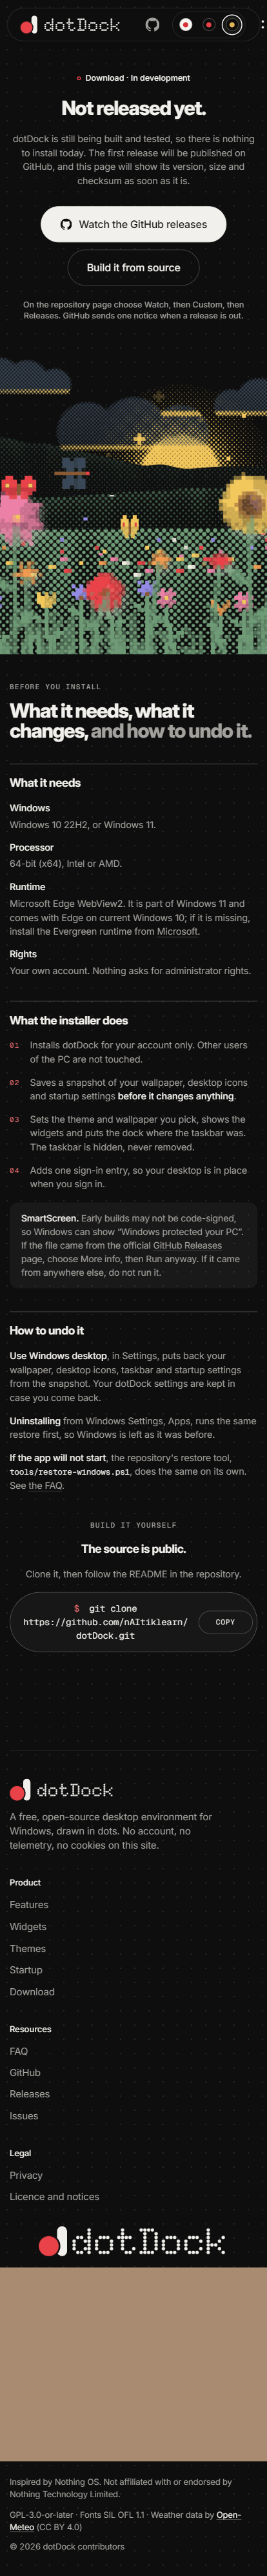 dotDock
Download · In development
Not released yet.
dotDock is still being built and tested, so there is nothing
to install today. The first release will be published on
GitHub, and this page will show its version, size and
checksum as soon as it is.
Watch the GitHub releases
Build it from source
On the repository page choose Watch, then Custom, then
Releases. GitHub sends one notice when a release is out.
BEFORE YOU INSTALL
What it needs, what it
changes, and how to undo it.
What it needs
Windows
Windows 10 22H2, or Windows 11.
Processor
64-bit (x64), Intel or AMD.
Runtime
Microsoft Edge WebView2. It is part of Windows 11 and
comes with Edge on current Windows 10; if it is missing,
install the Evergreen runtime from Microsoft.
Rights
Your own account. Nothing asks for administrator rights.
What the installer does
01 Installs dotDock for your account only. Other users
of the PC are not touched.
02 Saves a snapshot of your wallpaper, desktop icons
and startup settings before it changes anything.
03 Sets the theme and wallpaper you pick, shows the
widgets and puts the dock where the taskbar was.
The taskbar is hidden, never removed.
04 Adds one sign-in entry, so your desktop is in place
when you sign in.
SmartScreen. Early builds may not be code-signed,
so Windows can show “Windows protected your PC”.
If the file came from the official GitHub Releases
page, choose More info, then Run anyway. If it came
from anywhere else, do not run it.
How to undo it
Use Windows desktop, in Settings, puts back your
wallpaper, desktop icons, taskbar and startup settings
from the snapshot. Your dotDock settings are kept in
case you come back.
Uninstalling from Windows Settings, Apps, runs the same
restore first, so Windows is left as it was before.
If the app will not start, the repository's restore tool,
tools/restore-windows.ps1, does the same on its own.
See the FAQ.
BUILD IT YOURSELF
The source is public.
Clone it, then follow the README in the repository.
$ git clone
https://github.com/nAItiklearn/
dotDock.git
COPY
dotDock
A free, open-source desktop environment for
Windows, drawn in dots. No account, no
telemetry, no cookies on this site.
Product
Features
Widgets
Themes
Startup
Download
Resources
FAQ
GitHub
Releases
Issues
Legal
Privacy
Licence and notices
dotDock
Inspired by Nothing OS. Not affiliated with or endorsed by
Nothing Technology Limited.
GPL-3.0-or-later · Fonts SIL OFL 1.1 · Weather data by Open-
Meteo (CC BY 4.0)
© 2026 dotDock contributors